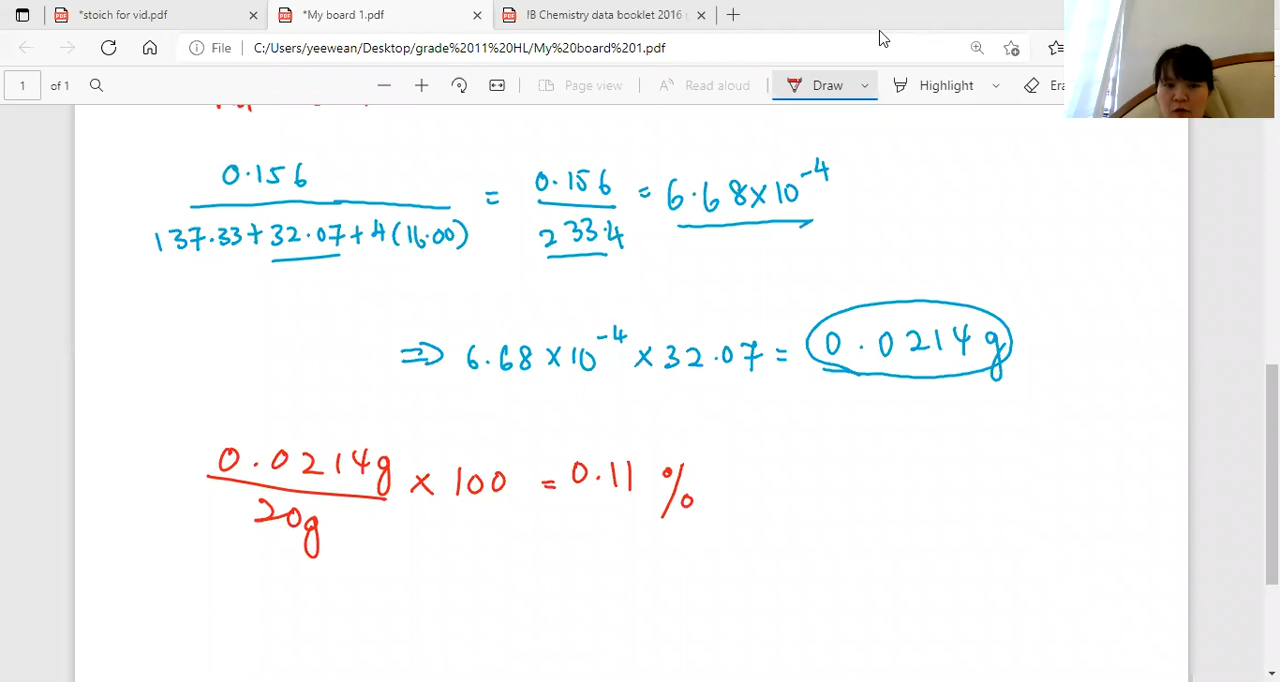 *stoich for vid.pdf
*My board 1.pdf
IB Chemistry data booklet 2016
File
C:/Users/yeewean/Desktop/grade%2011%20HL/My%20board%201.pdf
1 of 1
Page view
Read aloud
Draw
Highlight
Era
0.156 / 137.33+32.07+4(16.00) = 0.156 / 233.4 = 6.68×10⁻⁴
⇒ 6.68×10⁻⁴ × 32.07 = 0.0214g
0.0214g / 20g × 100 = 0.11 %